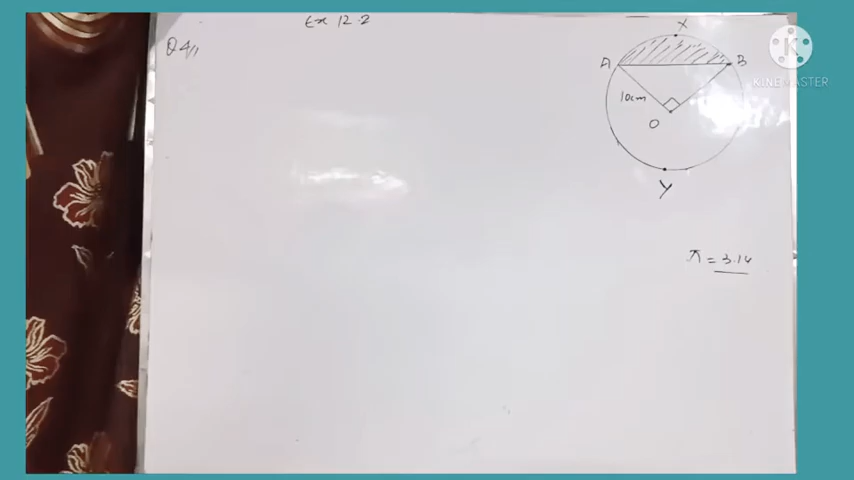 Ex 12.2
Q4//
X
A
B
10cm
O
Y
π = 3.14
K
KINEMASTER